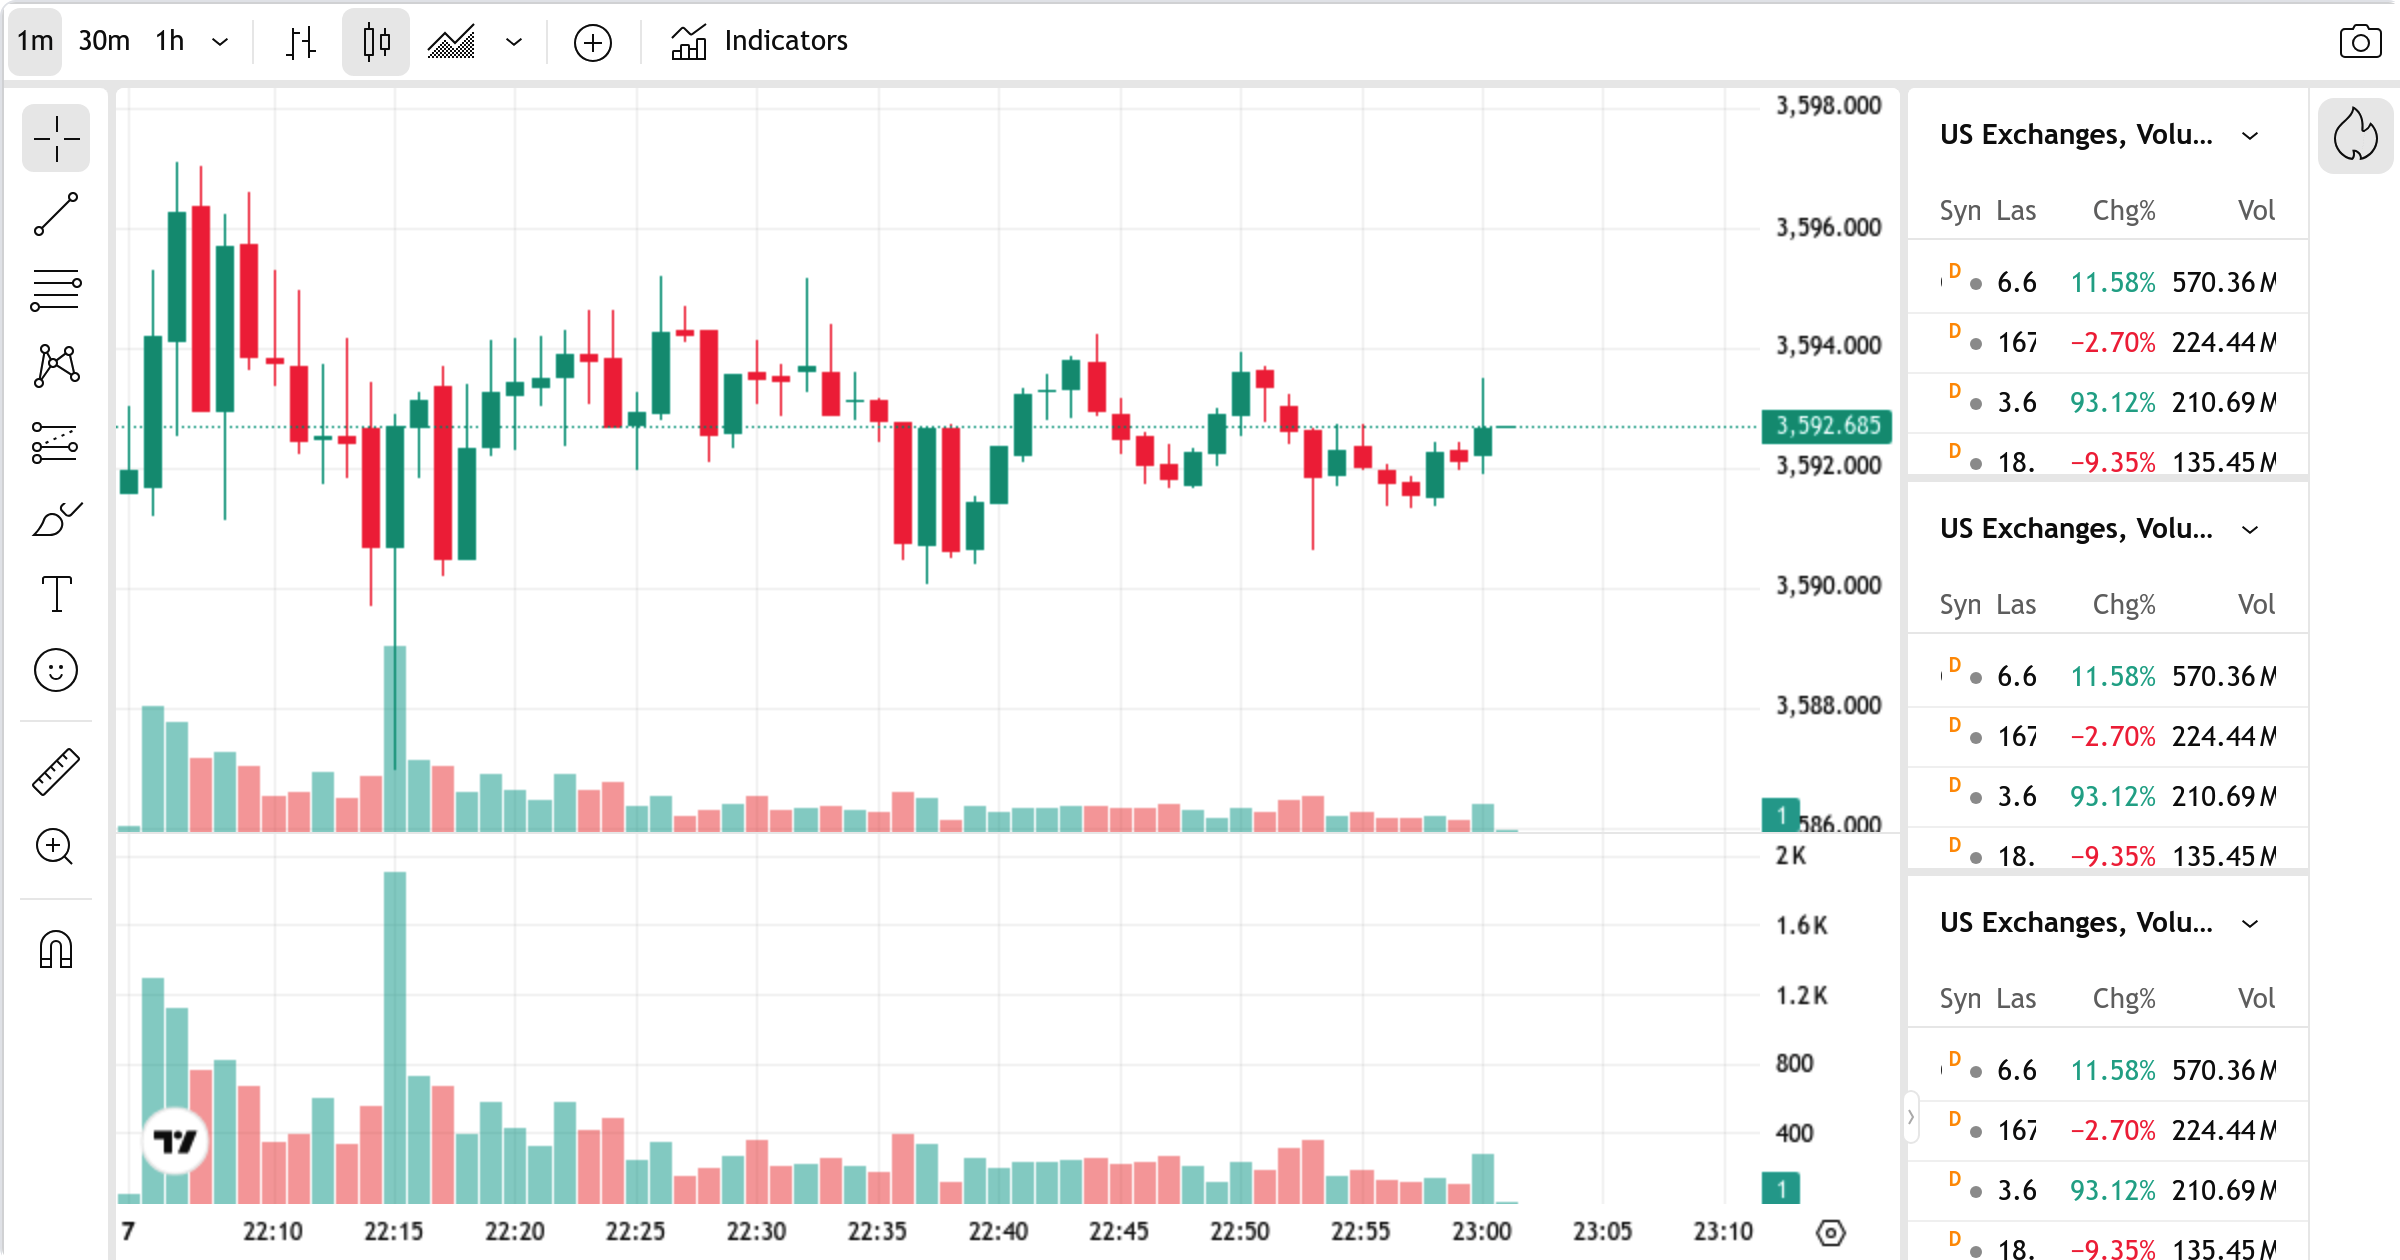 1m 30m 1h Indicators
3,598.000
3,596.000
3,594.000
3,592.685
3,592.000
3,590.000
3,588.000
1 586.000
2K
1.6K
1.2K
800
400
1
7 22:10 22:15 22:20 22:25 22:30 22:35 22:40 22:45 22:50 22:55 23:00 23:05 23:10
US Exchanges, Volu...
Syn Las Chg% Vol
D 6.6 11.58% 570.36M
D 167 −2.70% 224.44M
D 3.6 93.12% 210.69M
D 18. −9.35% 135.45M
US Exchanges, Volu...
Syn Las Chg% Vol
D 6.6 11.58% 570.36M
D 167 −2.70% 224.44M
D 3.6 93.12% 210.69M
D 18. −9.35% 135.45M
US Exchanges, Volu...
Syn Las Chg% Vol
D 6.6 11.58% 570.36M
D 167 −2.70% 224.44M
D 3.6 93.12% 210.69M
D 18. −9.35% 135.45M